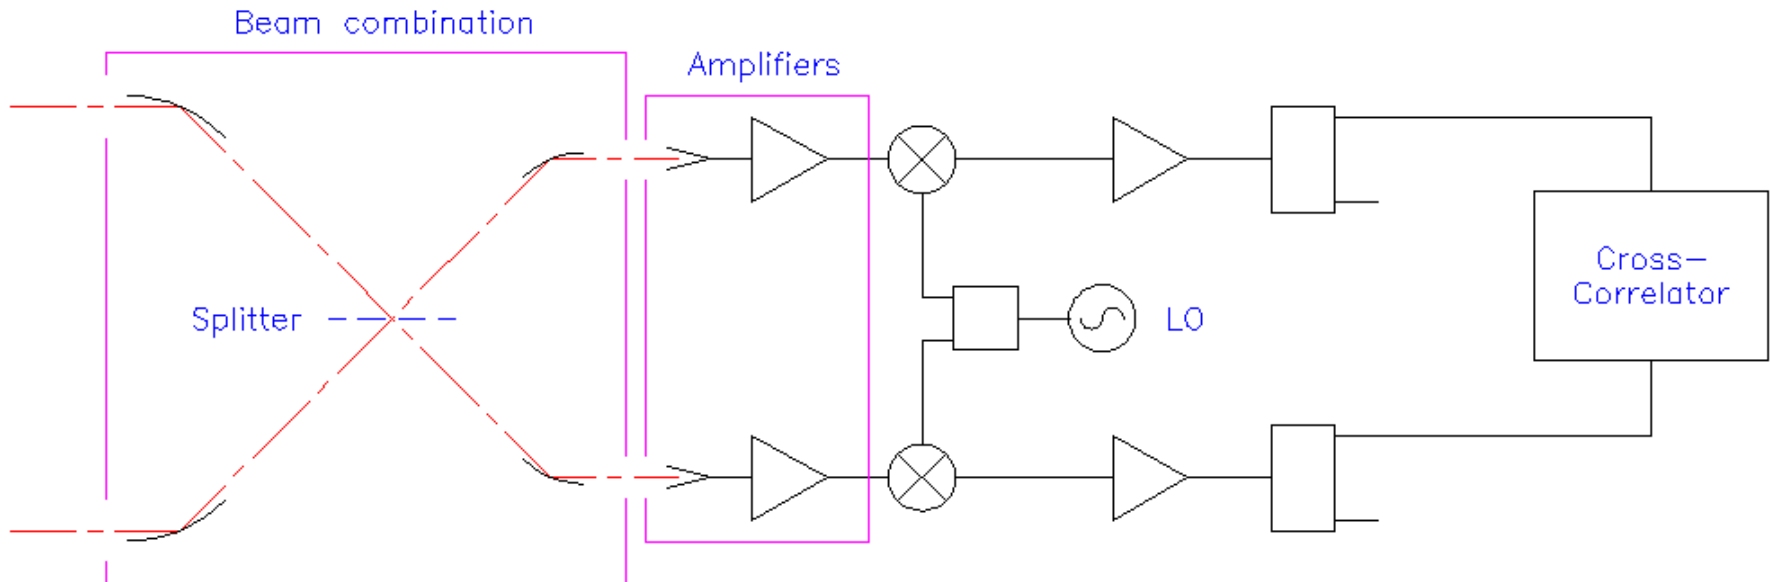 Beam combination
Amplifiers
Splitter
LO
Cross-
Correlator